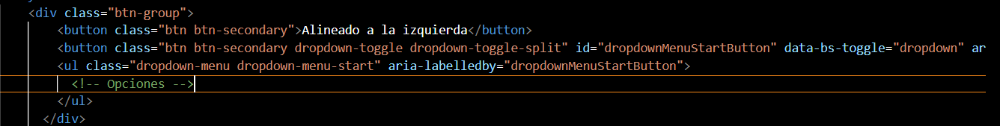 <div class="btn-group">
<button class="btn btn-secondary">Alineado a la izquierda</button>
<button class="btn btn-secondary dropdown-toggle dropdown-toggle-split" id="dropdownMenuStartButton" data-bs-toggle="dropdown" ar
<ul class="dropdown-menu dropdown-menu-start" aria-labelledby="dropdownMenuStartButton">
<!-- Opciones -->
</ul>
</div>